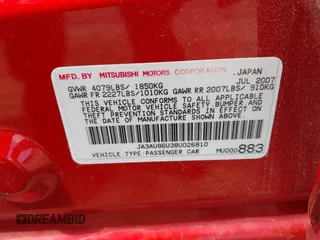 MFD. BY MITSUBISHI MOTORS CORPORATION, JAPAN
GVWR 4079LBS/ 1850KG JUL 2007
GAWR FR 2227LBS/1010KG GAWR RR 2007LBS/ 910KG
THIS VEHICLE CONFORMS TO ALL APPLICABLE
FEDERAL MOTOR VEHICLE SAFETY, BUMPER, AND
THEFT PREVENTION STANDARDS IN EFFECT ON
THE DATE OF MANUFACTURE SHOWN ABOVE.
JA3AU86U38U026810
VEHICLE TYPE:PASSENGER CAR MU000883
DREAMBID